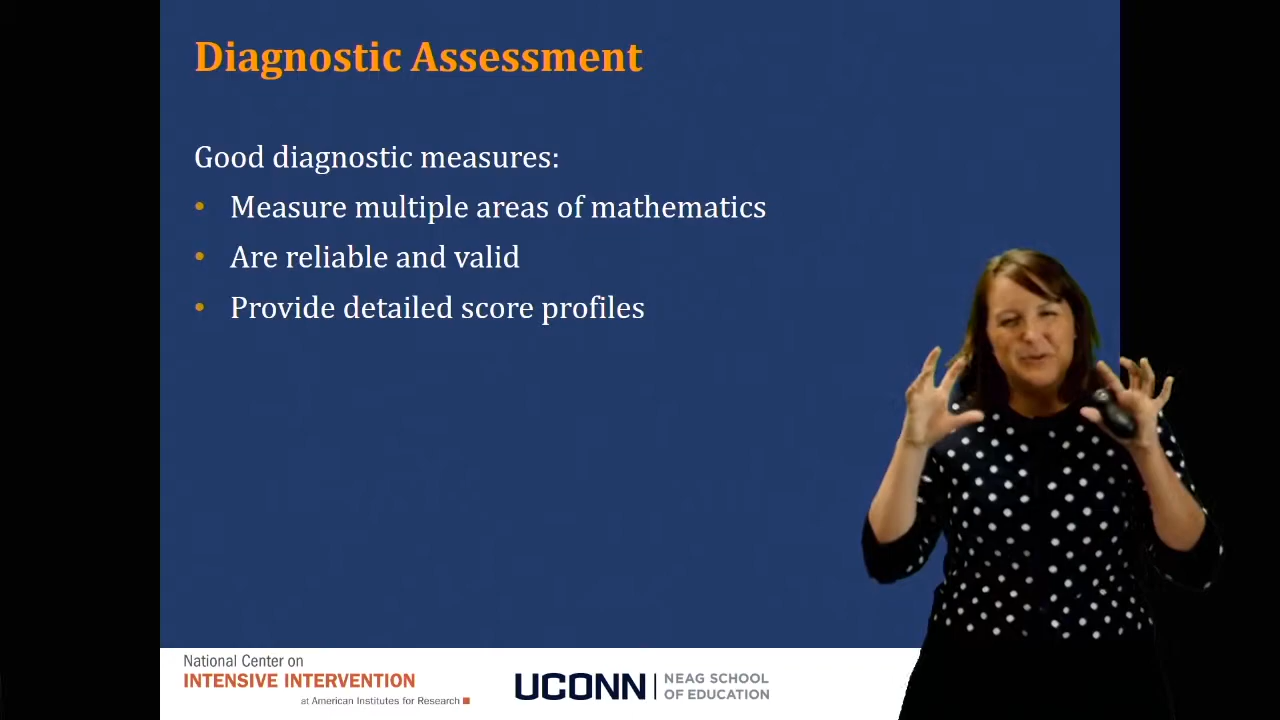 Diagnostic Assessment
Good diagnostic measures:
• Measure multiple areas of mathematics
• Are reliable and valid
• Provide detailed score profiles
National Center on
INTENSIVE INTERVENTION
at American Institutes for Research
UCONN
NEAG SCHOOL
OF EDUCATION